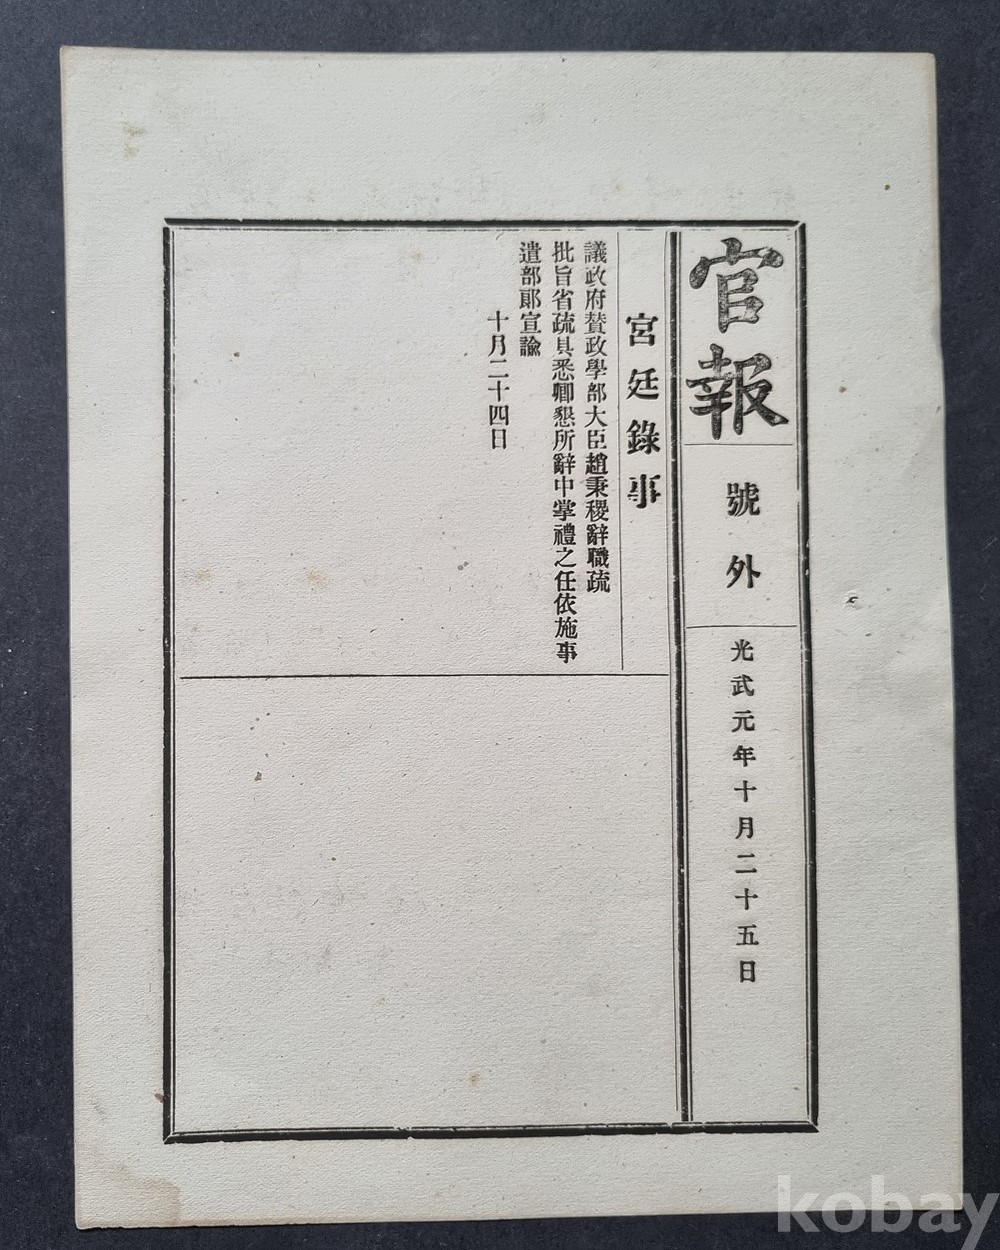 官報
號外
光武元年十月二十五日
宮廷錄事
議政府贊政學部大臣趙秉稷辭職疏
批旨省疏具悉卿懇所辭中掌禮之任依施事
遣部郞宣諭
十月二十四日
kobay